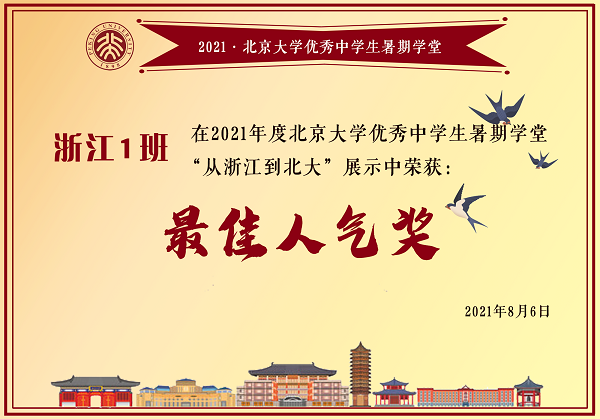 PEKING UNIVERSITY
1898
2021·北京大学优秀中学生暑期学堂
浙江1班
在2021年度北京大学优秀中学生暑期学堂
“从浙江到北大”展示中荣获：
最佳人气奖
2021年8月6日